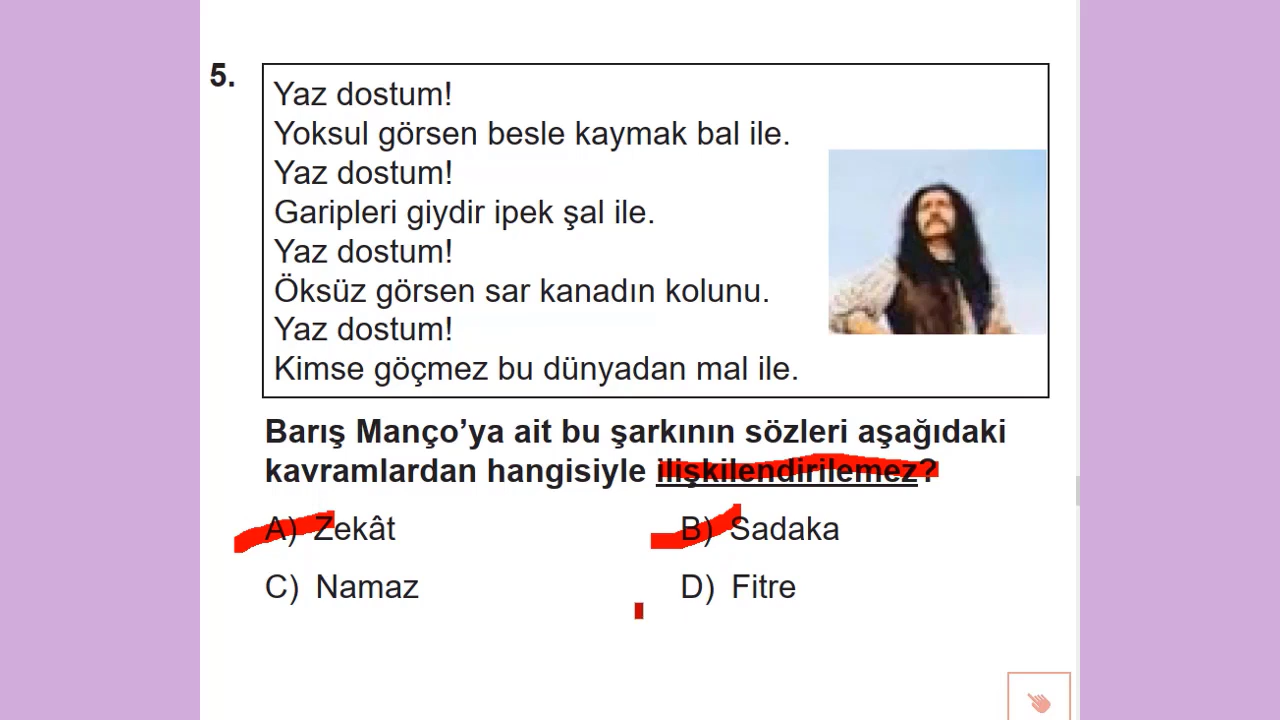 5.
Yaz dostum!
Yoksul görsen besle kaymak bal ile.
Yaz dostum!
Garipleri giydir ipek şal ile.
Yaz dostum!
Öksüz görsen sar kanadın kolunu.
Yaz dostum!
Kimse göçmez bu dünyadan mal ile.
Barış Manço’ya ait bu şarkının sözleri aşağıdaki
kavramlardan hangisiyle ilişkilendirilemez?
A) Zekât B) Sadaka
C) Namaz D) Fitre